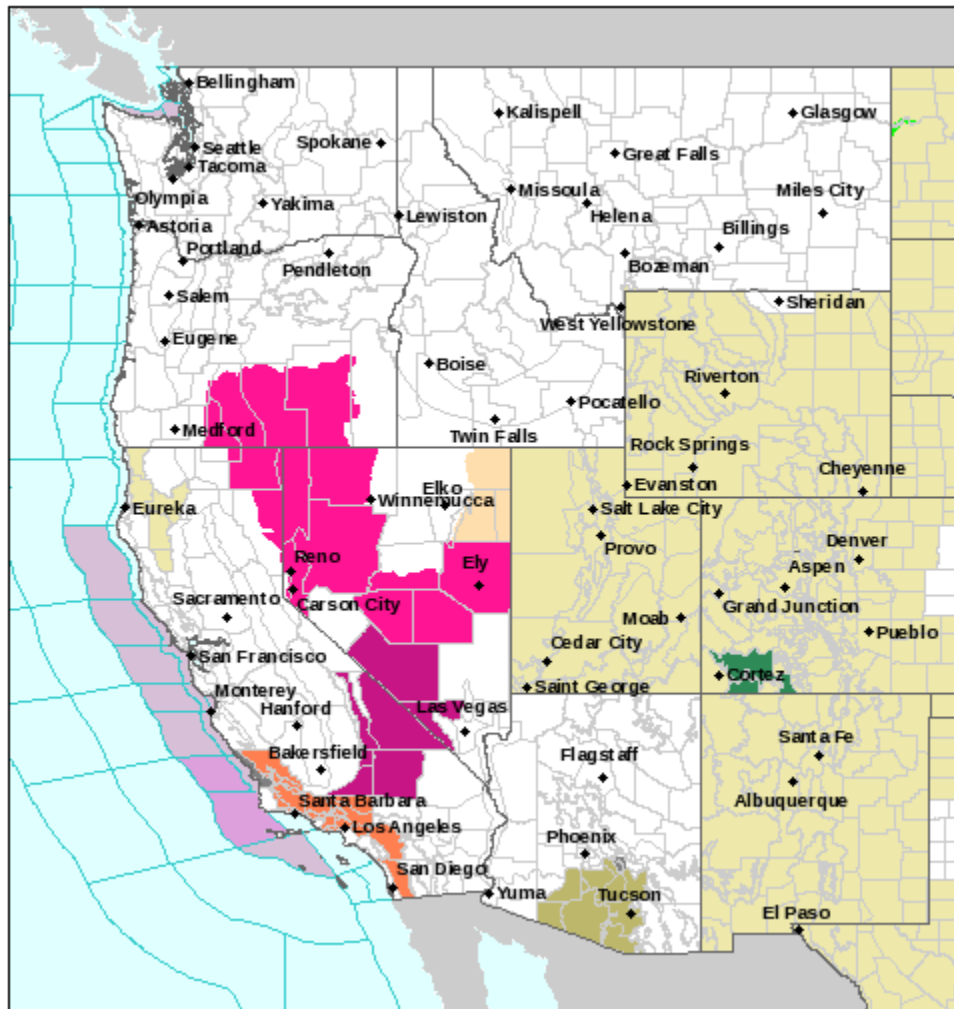 Bellingham
Kalispell
Glasgow
Seattle
Spokane
Great Falls
Tacoma
Missoula
Miles City
Olympia
Yakima
Lewiston
Helena
Astoria
Billings
Portland
Pendleton
Bozeman
Salem
Sheridan
West Yellowstone
Eugene
Boise
Riverton
Pocatello
Medford
Twin Falls
Rock Springs
Cheyenne
Elko
Evanston
Winnemucca
Eureka
Salt Lake City
Denver
Provo
Reno
Ely
Aspen
Sacramento
Carson City
Grand Junction
Moab
Pueblo
Cedar City
San Francisco
Cortez
Saint George
Monterey
Hanford
Las Vegas
Santa Fe
Bakersfield
Flagstaff
Santa Barbara
Albuquerque
Los Angeles
Phoenix
San Diego
Yuma
Tucson
El Paso